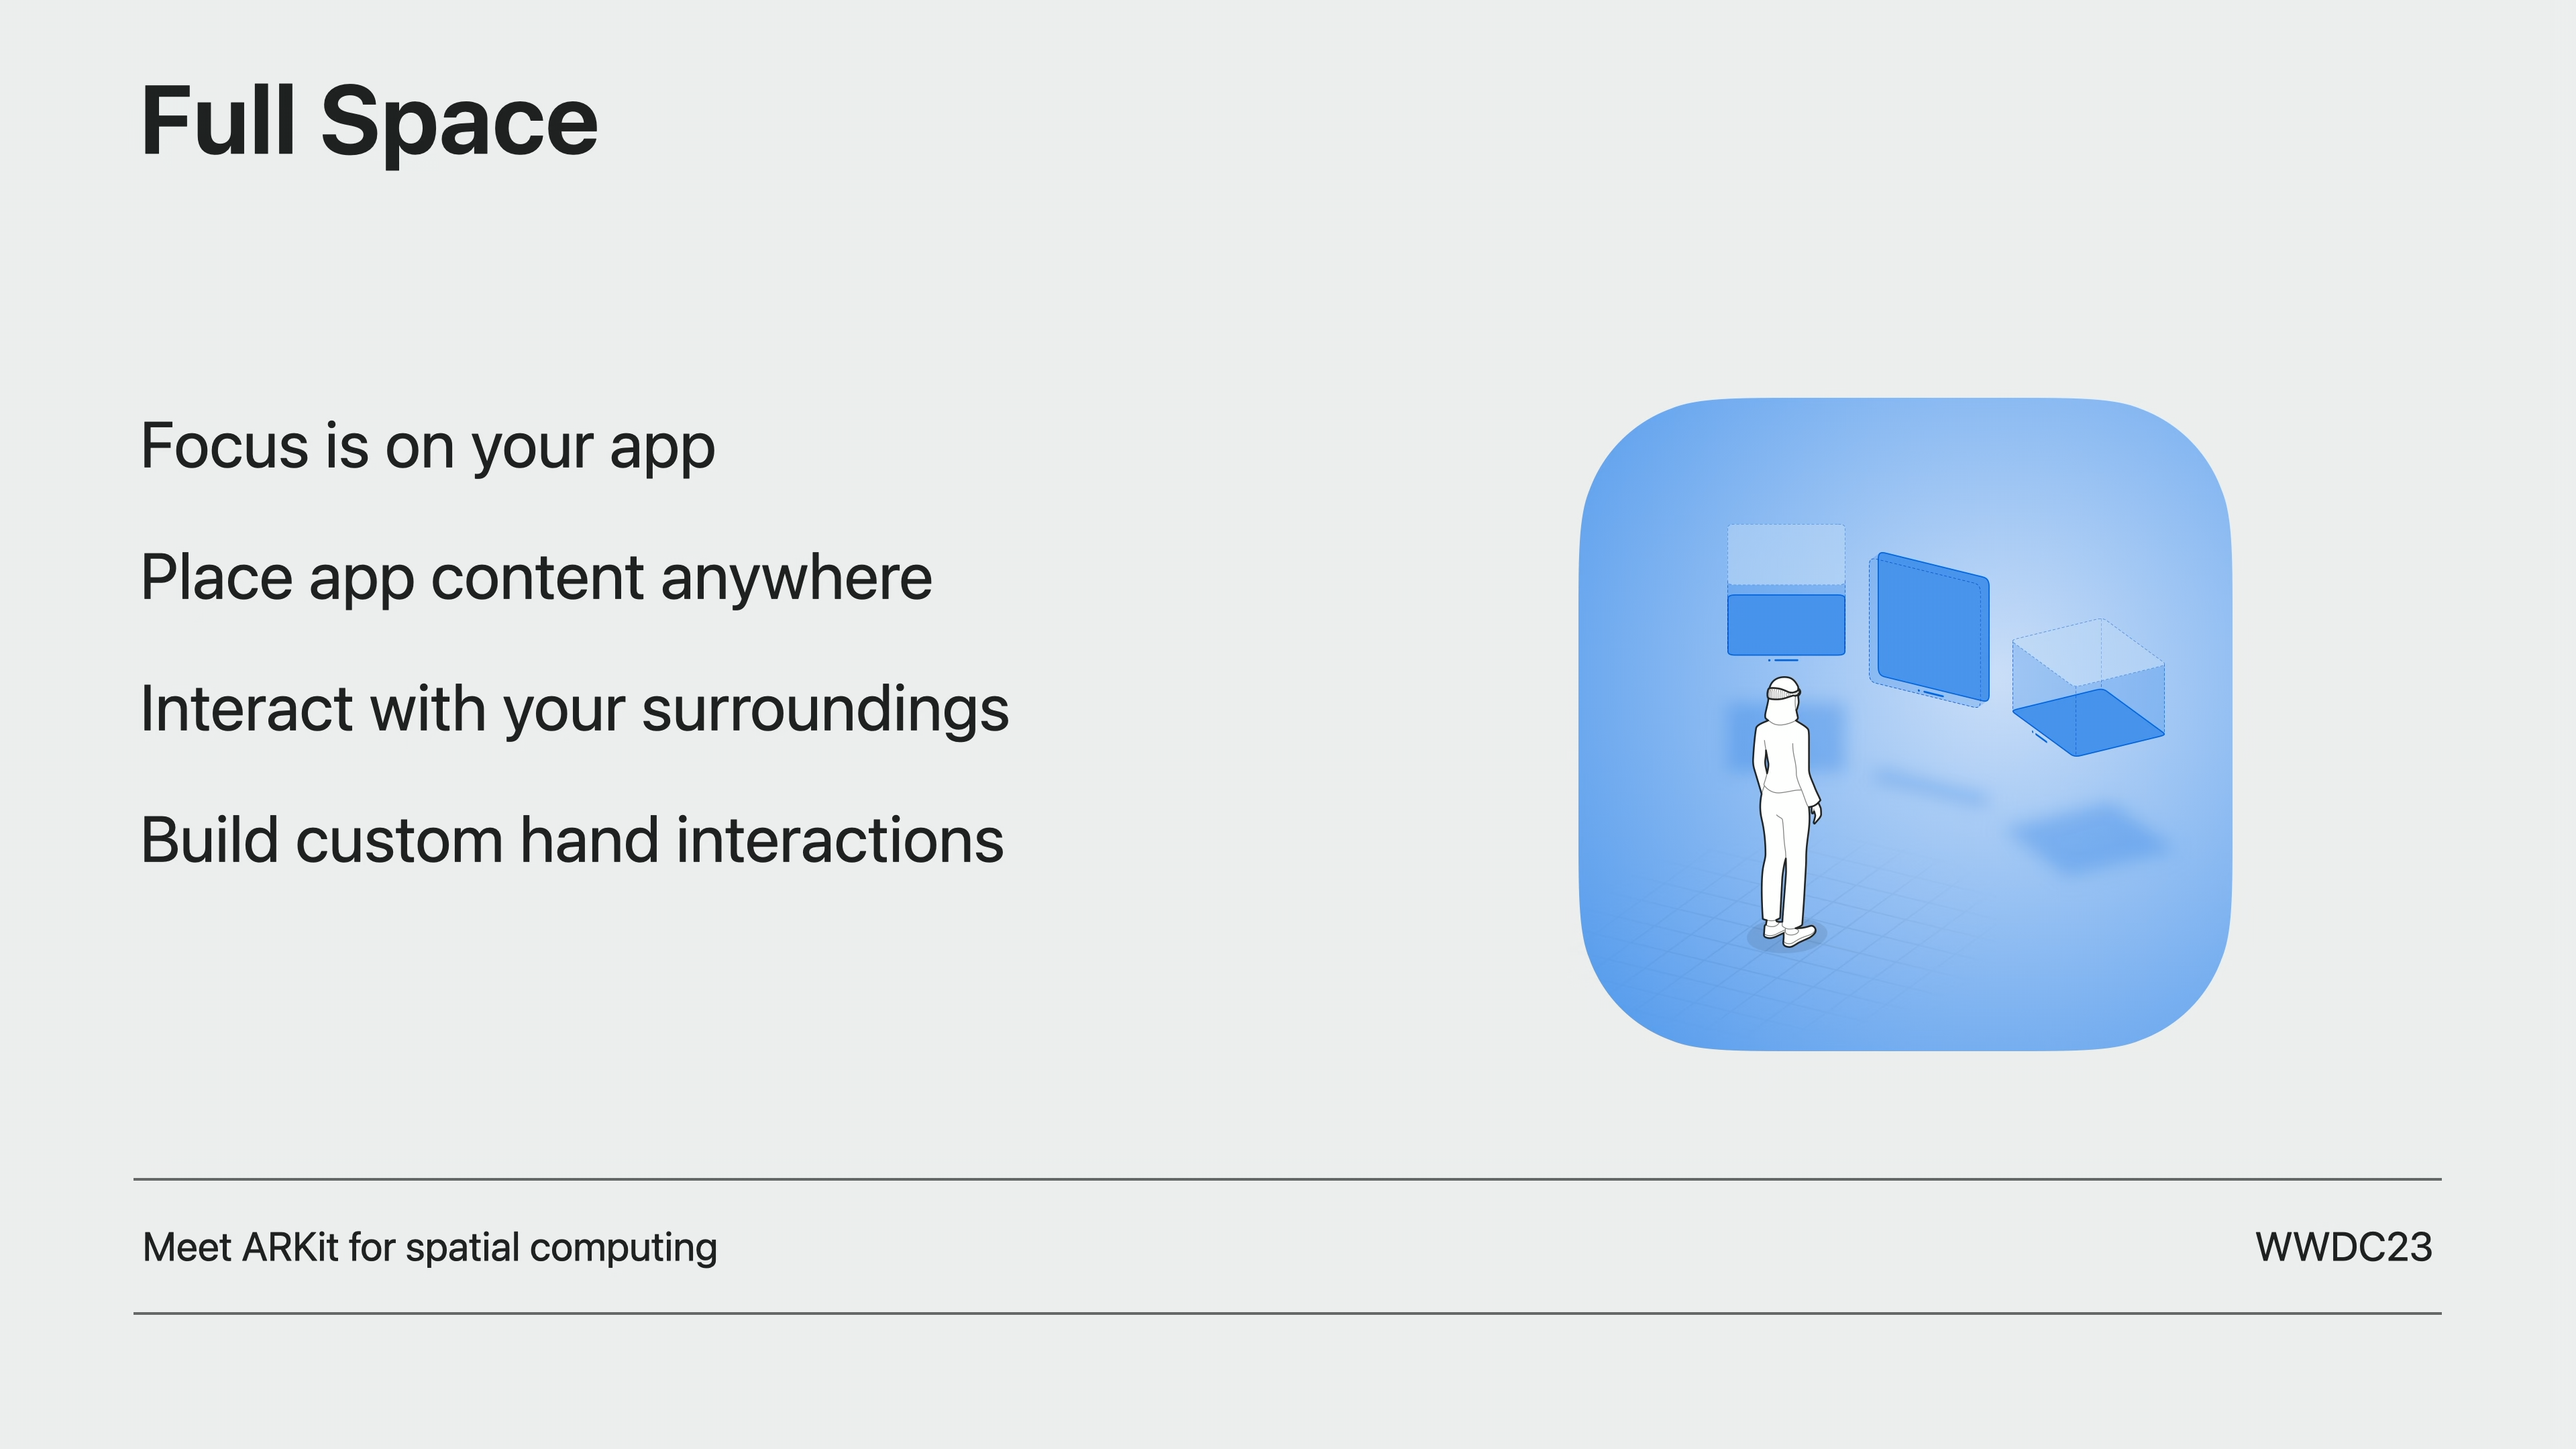 Full Space
Focus is on your app
Place app content anywhere
Interact with your surroundings
Build custom hand interactions
Meet ARKit for spatial computing
WWDC23